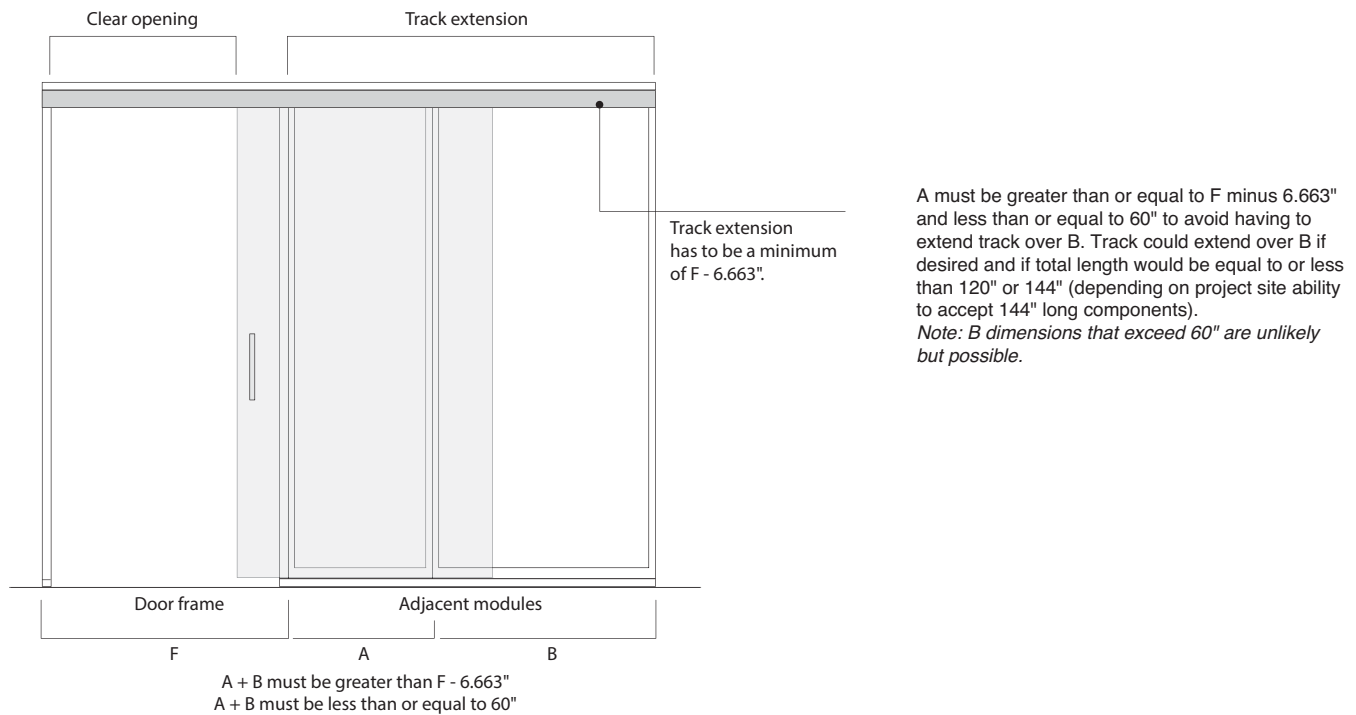 Clear opening
Track extension
Track extension
has to be a minimum
of F - 6.663".
A must be greater than or equal to F minus 6.663"
and less than or equal to 60" to avoid having to
extend track over B. Track could extend over B if
desired and if total length would be equal to or less
than 120" or 144" (depending on project site ability
to accept 144" long components).
Note: B dimensions that exceed 60" are unlikely
but possible.
Door frame
Adjacent modules
F
A
B
A + B must be greater than F - 6.663"
A + B must be less than or equal to 60"